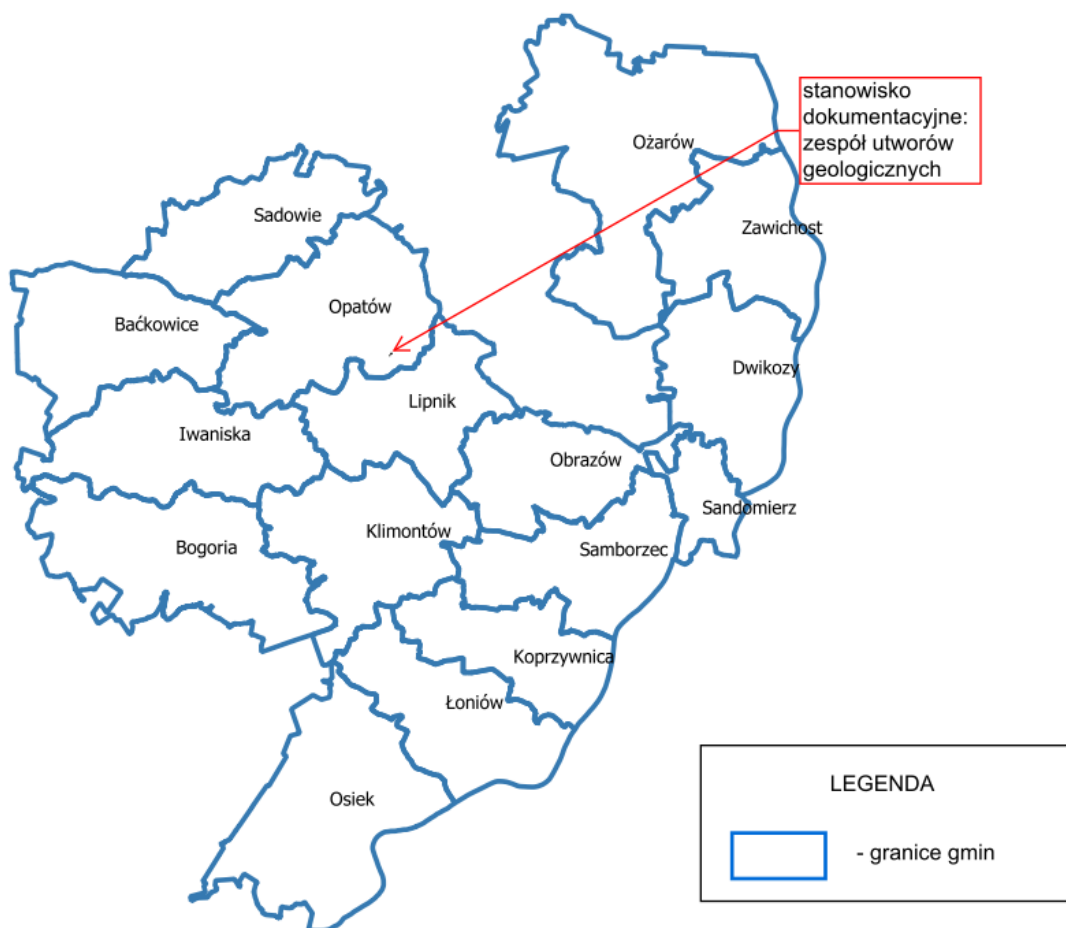 stanowisko
dokumentacyjne:
zespół utworów
geologicznych
Ożarów
Sadowie
Zawichost
Opatów
Baćkowice
Dwikozy
Lipnik
Iwaniska
Obrazów
Sandomierz
Klimontów
Bogoria
Samborzec
Koprzywnica
Łoniów
Osiek
LEGENDA
- granice gmin